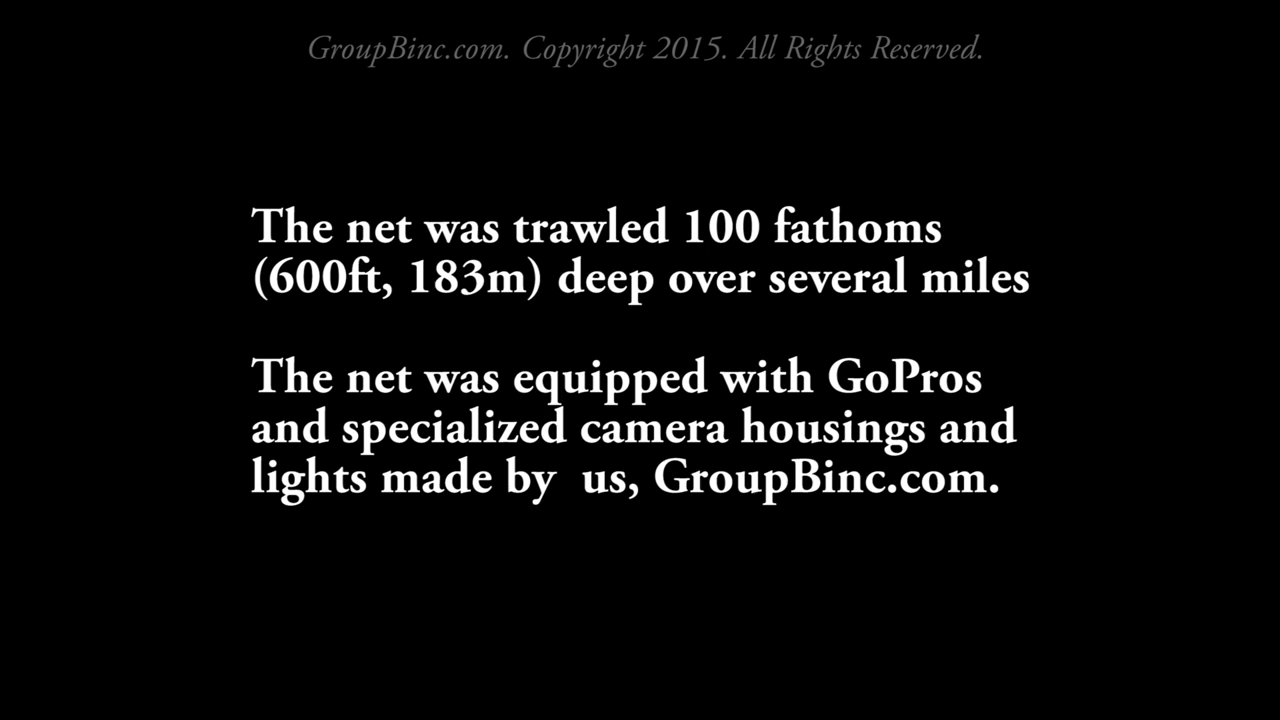 GroupBinc.com. Copyright 2015. All Rights Reserved.
The net was trawled 100 fathoms
(600ft, 183m) deep over several miles
The net was equipped with GoPros
and specialized camera housings and
lights made by  us, GroupBinc.com.